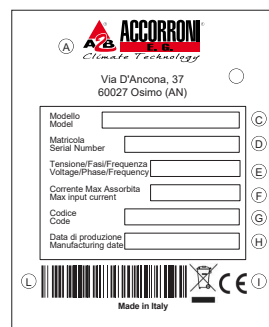 A
A2B
ACCORRONI
E. G.
Climate Technology
Via D'Ancona, 37
60027 Osimo (AN)
Modello
Model
C
Matricola
Serial Number
D
Tensione/Fasi/Frequenza
Voltage/Phase/Frequency
E
Corrente Max Assorbita
Max input current
F
Codice
Code
G
Data di produzione
Manufacturing date
H
L
CE
I
Made in Italy